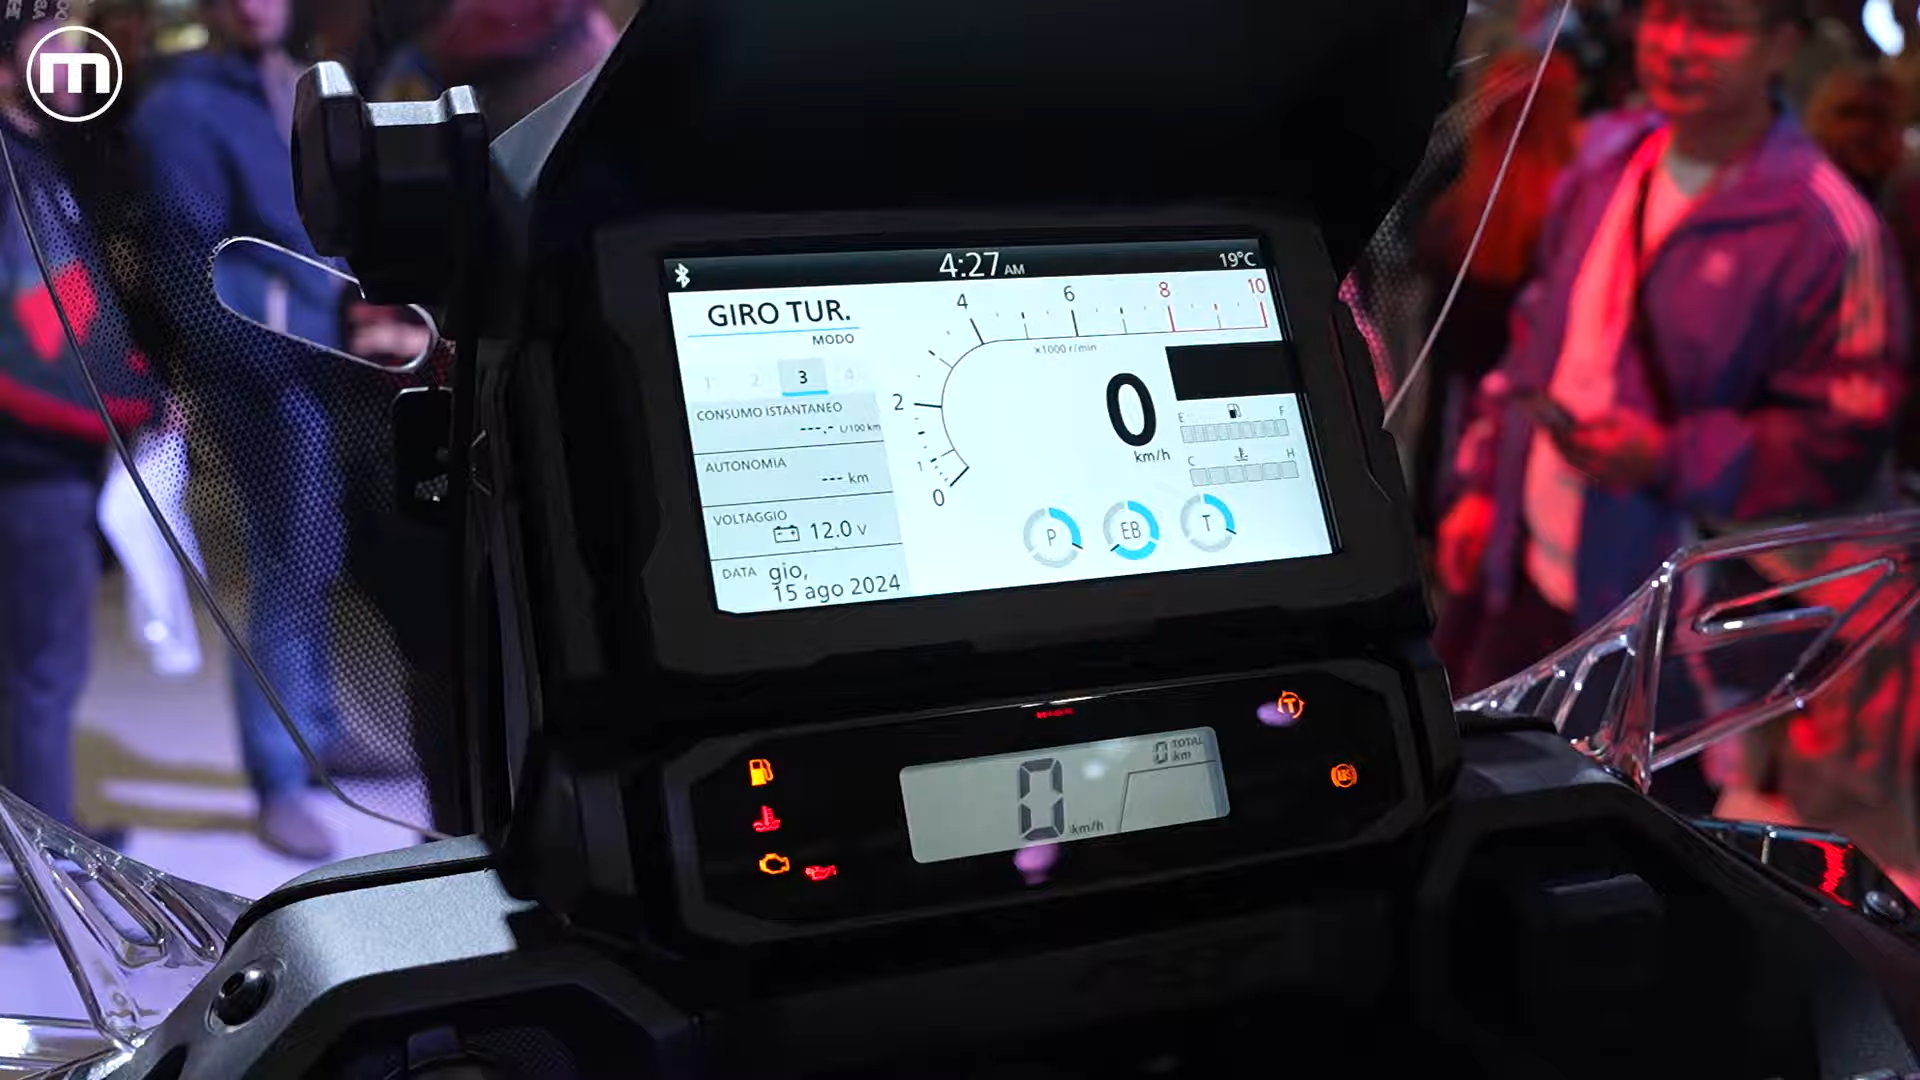 m
4:27 AM
19°C
GIRO TUR.
MODO
1 2 3 4
CONSUMO ISTANTANEO
---.- L/100 km
AUTONOMIA
--- km
VOLTAGGIO
12.0 V
DATA gio,
15 ago 2024
0 1 2 4 6 8 10
x1000 r/min
0
km/h
E F
C H
P EB T
T
0 TOTAL
km
0 km/h